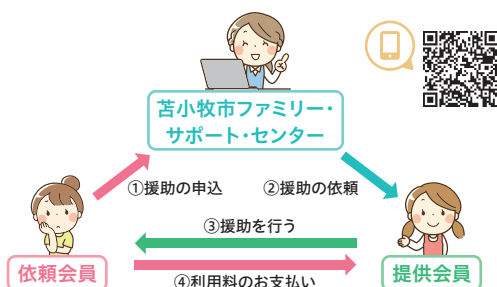 苫小牧市ファミリー・
サポート・センター
①援助の申込
②援助の依頼
③援助を行う
依頼会員
提供会員
④利用料のお支払い